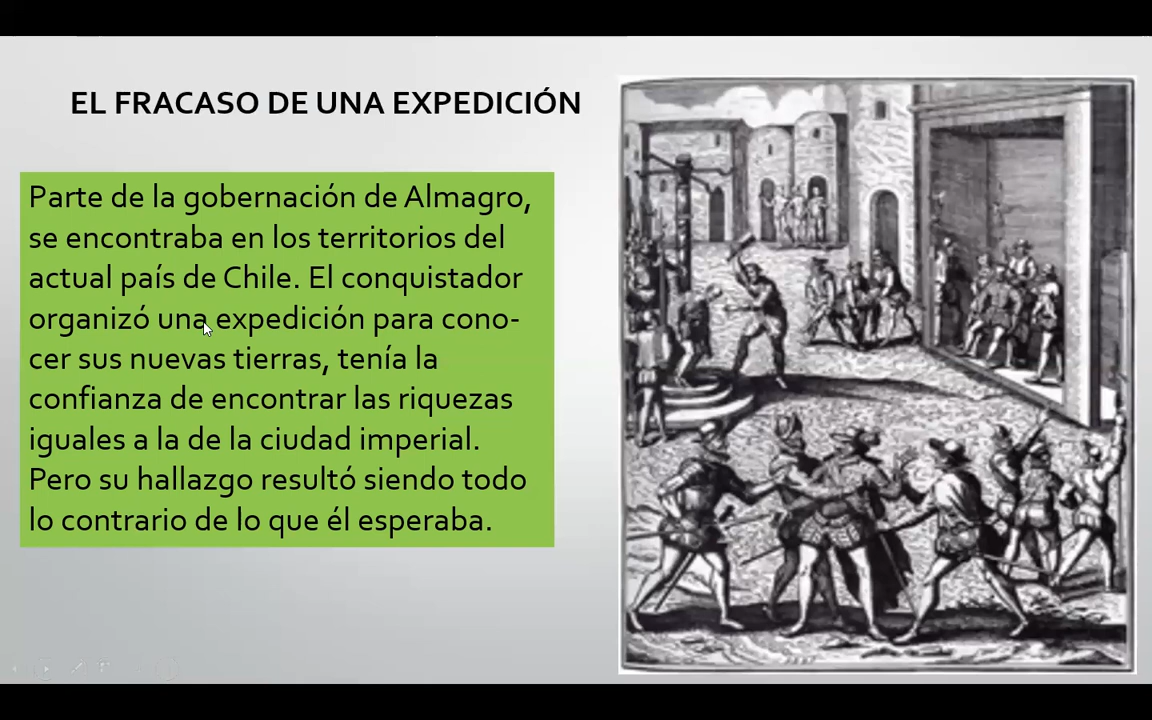 EL FRACASO DE UNA EXPEDICIÓN
Parte de la gobernación de Almagro,
se encontraba en los territorios del
actual país de Chile. El conquistador
organizó una expedición para cono-
cer sus nuevas tierras, tenía la
confianza de encontrar las riquezas
iguales a la de la ciudad imperial.
Pero su hallazgo resultó siendo todo
lo contrario de lo que él esperaba.